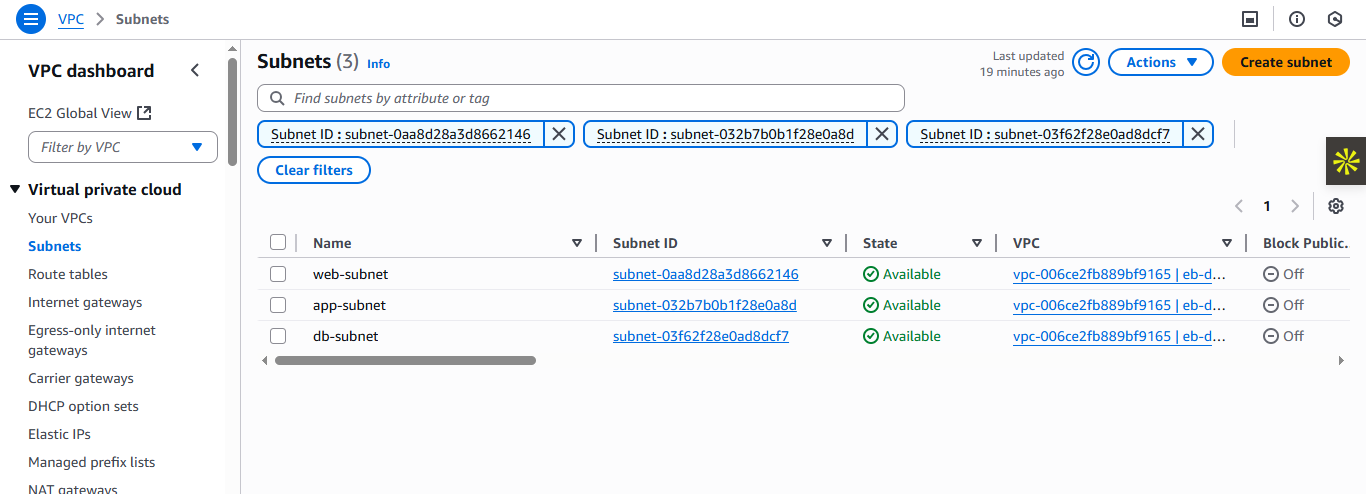 VPC > Subnets
VPC dashboard
EC2 Global View
Filter by VPC
Virtual private cloud
Your VPCs
Subnets
Route tables
Internet gateways
Egress-only internet
gateways
Carrier gateways
DHCP option sets
Elastic IPs
Managed prefix lists
NAT gateways
Subnets (3) Info
Last updated
19 minutes ago
Actions
Create subnet
Find subnets by attribute or tag
Subnet ID : subnet-0aa8d28a3d8662146
Subnet ID : subnet-032b7b0b1f28e0a8d
Subnet ID : subnet-03f62f28e0ad8dcf7
Clear filters
1
Name Subnet ID State VPC Block Public.
web-subnet subnet-0aa8d28a3d8662146 Available vpc-006ce2fb889bf9165 | eb-d... Off
app-subnet subnet-032b7b0b1f28e0a8d Available vpc-006ce2fb889bf9165 | eb-d... Off
db-subnet subnet-03f62f28e0ad8dcf7 Available vpc-006ce2fb889bf9165 | eb-d... Off